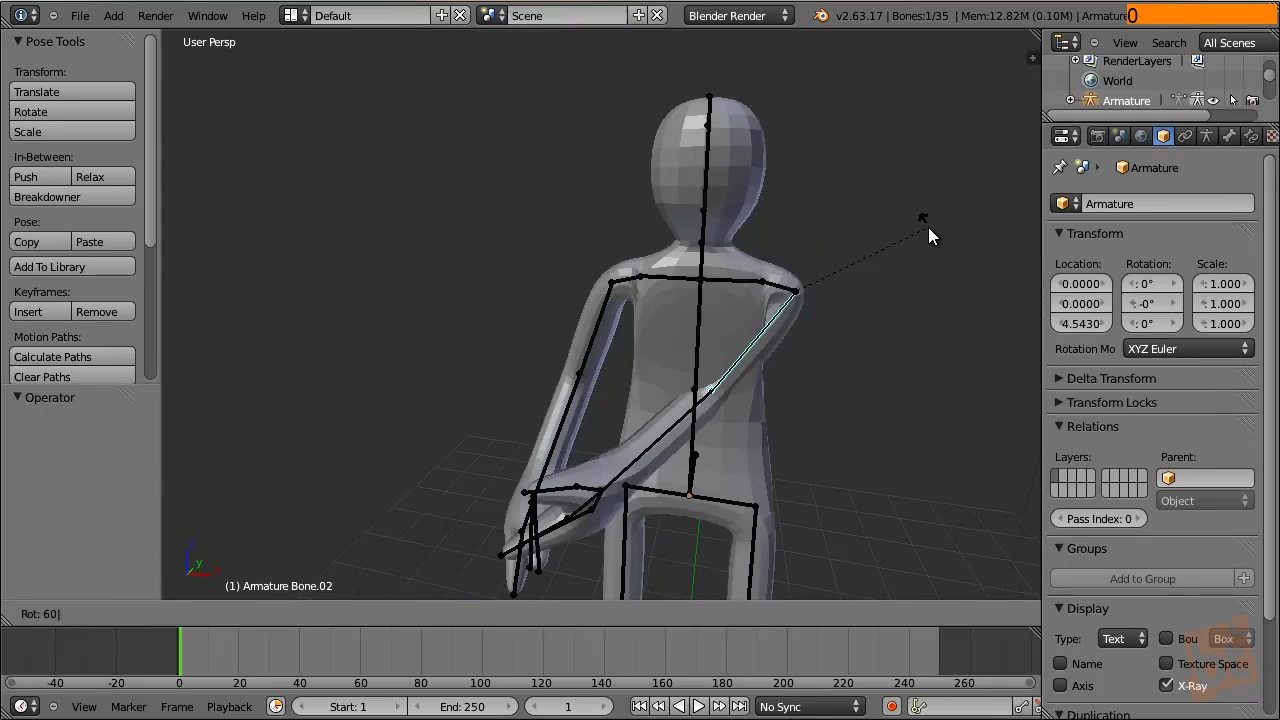 File Add Render Window Help Default Scene Blender Render v2.63.17 | Bones:1/35 | Mem:12.82M (0.10M) | Armature 0
Pose Tools
Transform:
Translate
Rotate
Scale
In-Between:
Push Relax
Breakdowner
Pose:
Copy Paste
Add To Library
Keyframes:
Insert Remove
Motion Paths:
Calculate Paths
Clear Paths
Operator
User Persp
z
y
x
(1) Armature Bone.02
Rot: 60|
View Search All Scenes
RenderLayers
World
Armature
Armature
Armature
Transform
Location: Rotation: Scale:
0.0000 : 0° : 1.000
0.0000 : -0° : 1.000
4.5430 : 0° : 1.000
Rotation Mo XYZ Euler
Delta Transform
Transform Locks
Relations
Layers: Parent:
Object
Pass Index: 0
Groups
Add to Group
Display
Type: Text Bou Box
Name Texture Space
Axis X-Ray
Duplication
-40 -20 0 20 40 60 80 100 120 140 160 180 200 220 240 260
View Marker Frame Playback Start: 1 End: 250 1 No Sync